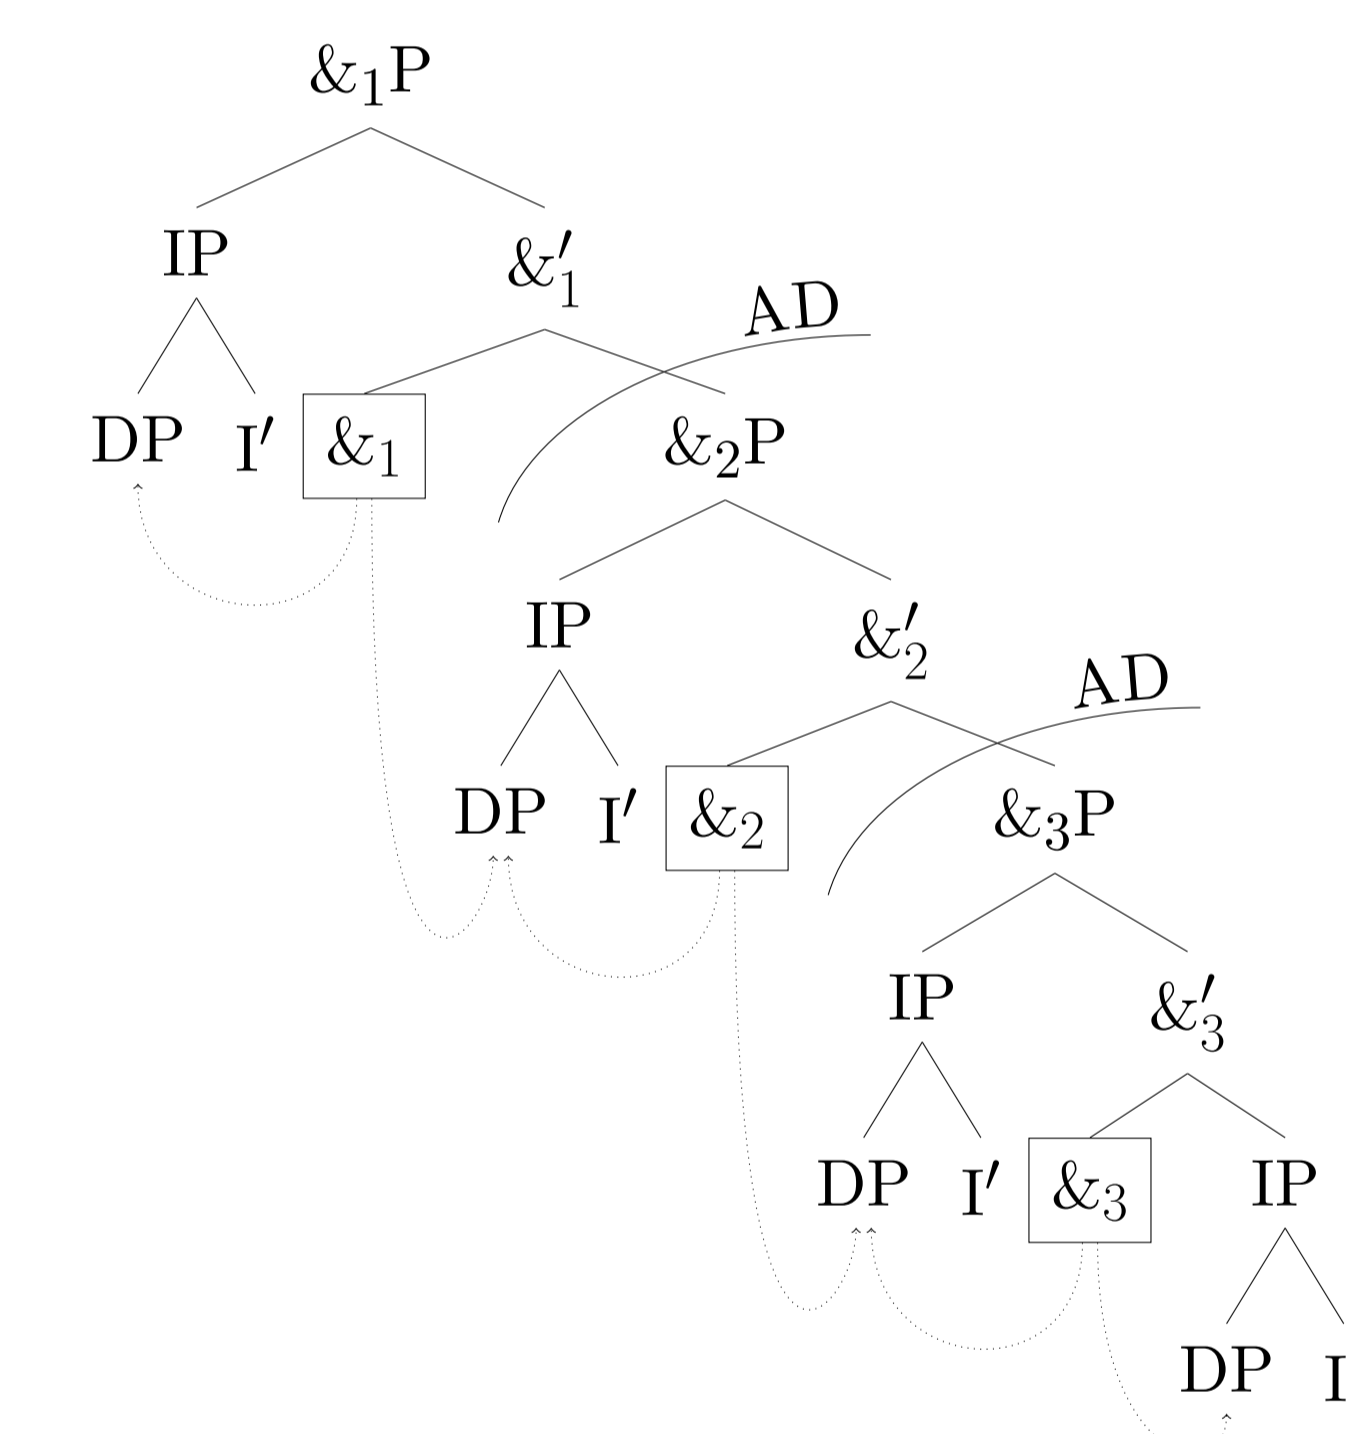 &₁P
IP &′₁
AD
DP I′ &₁ &₂P
IP &′₂
AD
DP I′ &₂ &₃P
IP &′₃
DP I′ &₃ IP
DP I